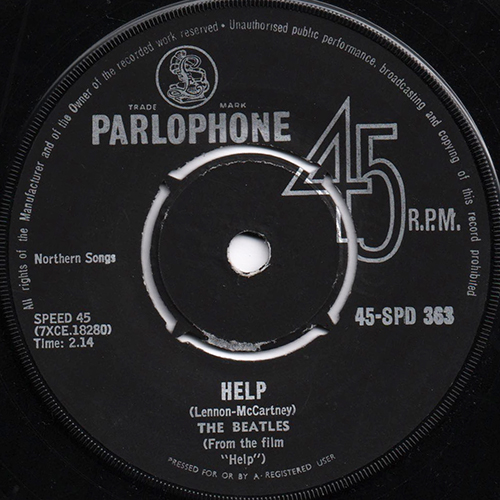 All rights of the Manufacturer and of the Owner of the recorded work reserved · Unauthorised public performance, broadcasting and copying of this record prohibited
TRADE MARK
PARLOPHONE
45
R.P.M.
Northern Songs
SPEED 45
(7XCE.18280)
Time: 2.14
45-SPD 363
HELP
(Lennon-McCartney)
THE BEATLES
(From the film
"Help")
PRESSED FOR OR BY A · REGISTERED USER